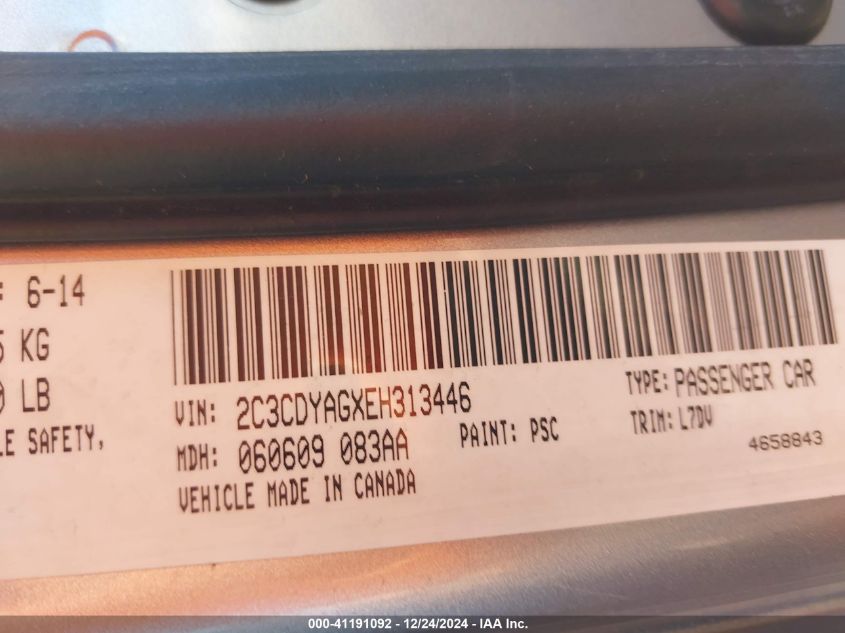 : 6-14
KG
LB
LE SAFETY,
VIN: 2C3CDYAGXEH313446
TYPE: PASSENGER CAR
MDH: 060609 083AA
PAINT: PSC
TRIM: L7DV
VEHICLE MADE IN CANADA
4658843
000-41191092 - 12/24/2024 - IAA Inc.